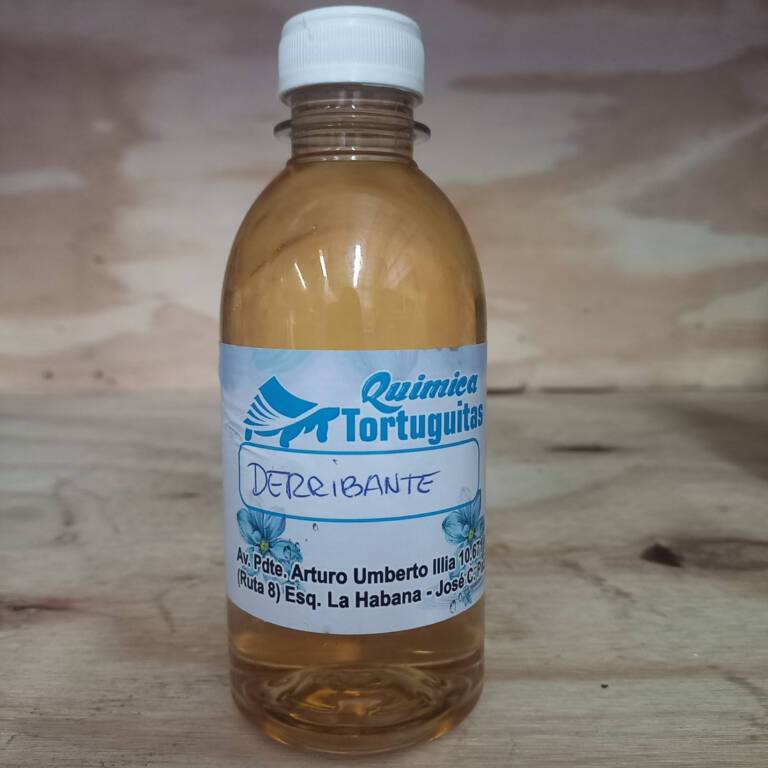 Quimica
Tortuguitas
DERRIBANTE
Av. Pdte. Arturo Umberto Illia
(Ruta 8) Esq. La Habana - José C.